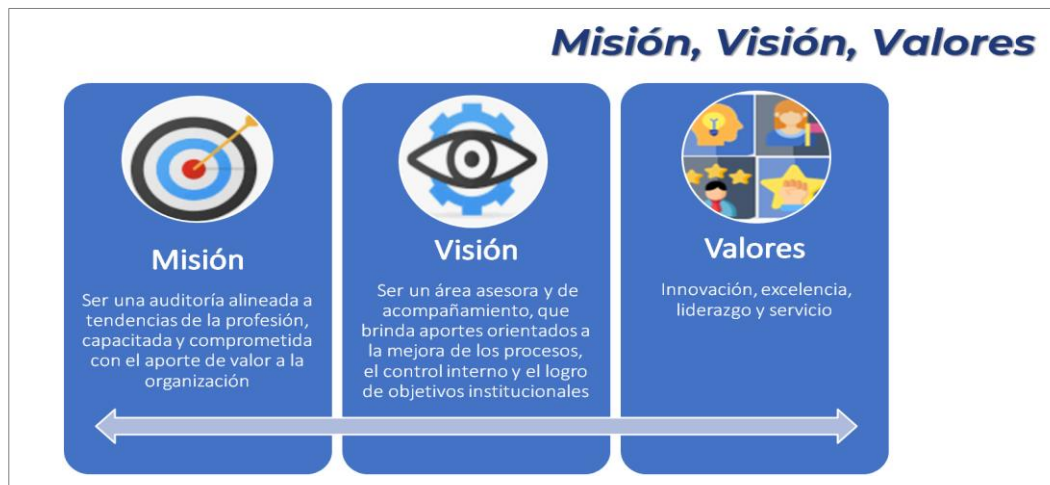 Misión, Visión, Valores
Misión
Ser una auditoría alineada a
tendencias de la profesión,
capacitada y comprometida
con el aporte de valor a la
organización
Visión
Ser un área asesora y de
acompañamiento, que
brinda aportes orientados a
la mejora de los procesos,
el control interno y el logro
de objetivos institucionales
Valores
Innovación, excelencia,
liderazgo y servicio